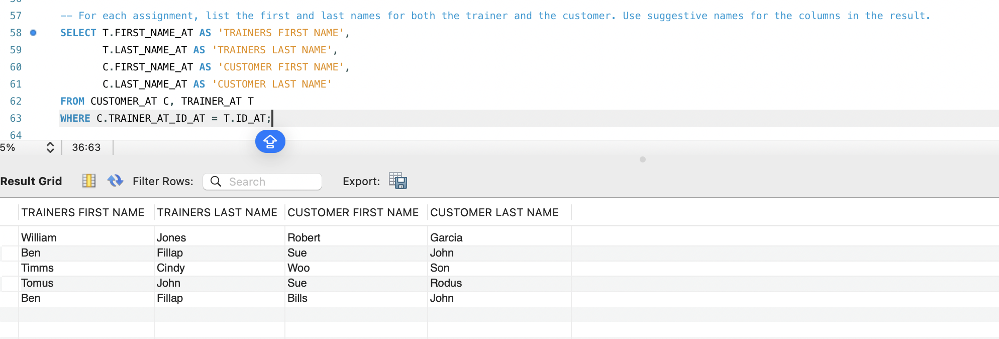 57 -- For each assignment, list the first and last names for both the trainer and the customer. Use suggestive names for the columns in the result.
58 SELECT T.FIRST_NAME_AT AS 'TRAINERS FIRST NAME',
59 T.LAST_NAME_AT AS 'TRAINERS LAST NAME',
60 C.FIRST_NAME_AT AS 'CUSTOMER FIRST NAME',
61 C.LAST_NAME_AT AS 'CUSTOMER LAST NAME'
62 FROM CUSTOMER_AT C, TRAINER_AT T
63 WHERE C.TRAINER_AT_ID_AT = T.ID_AT;
64
5% 36:63
Result Grid Filter Rows: Search Export:
TRAINERS FIRST NAME TRAINERS LAST NAME CUSTOMER FIRST NAME CUSTOMER LAST NAME
William Jones Robert Garcia
Ben Fillap Sue John
Timms Cindy Woo Son
Tomus John Sue Rodus
Ben Fillap Bills John